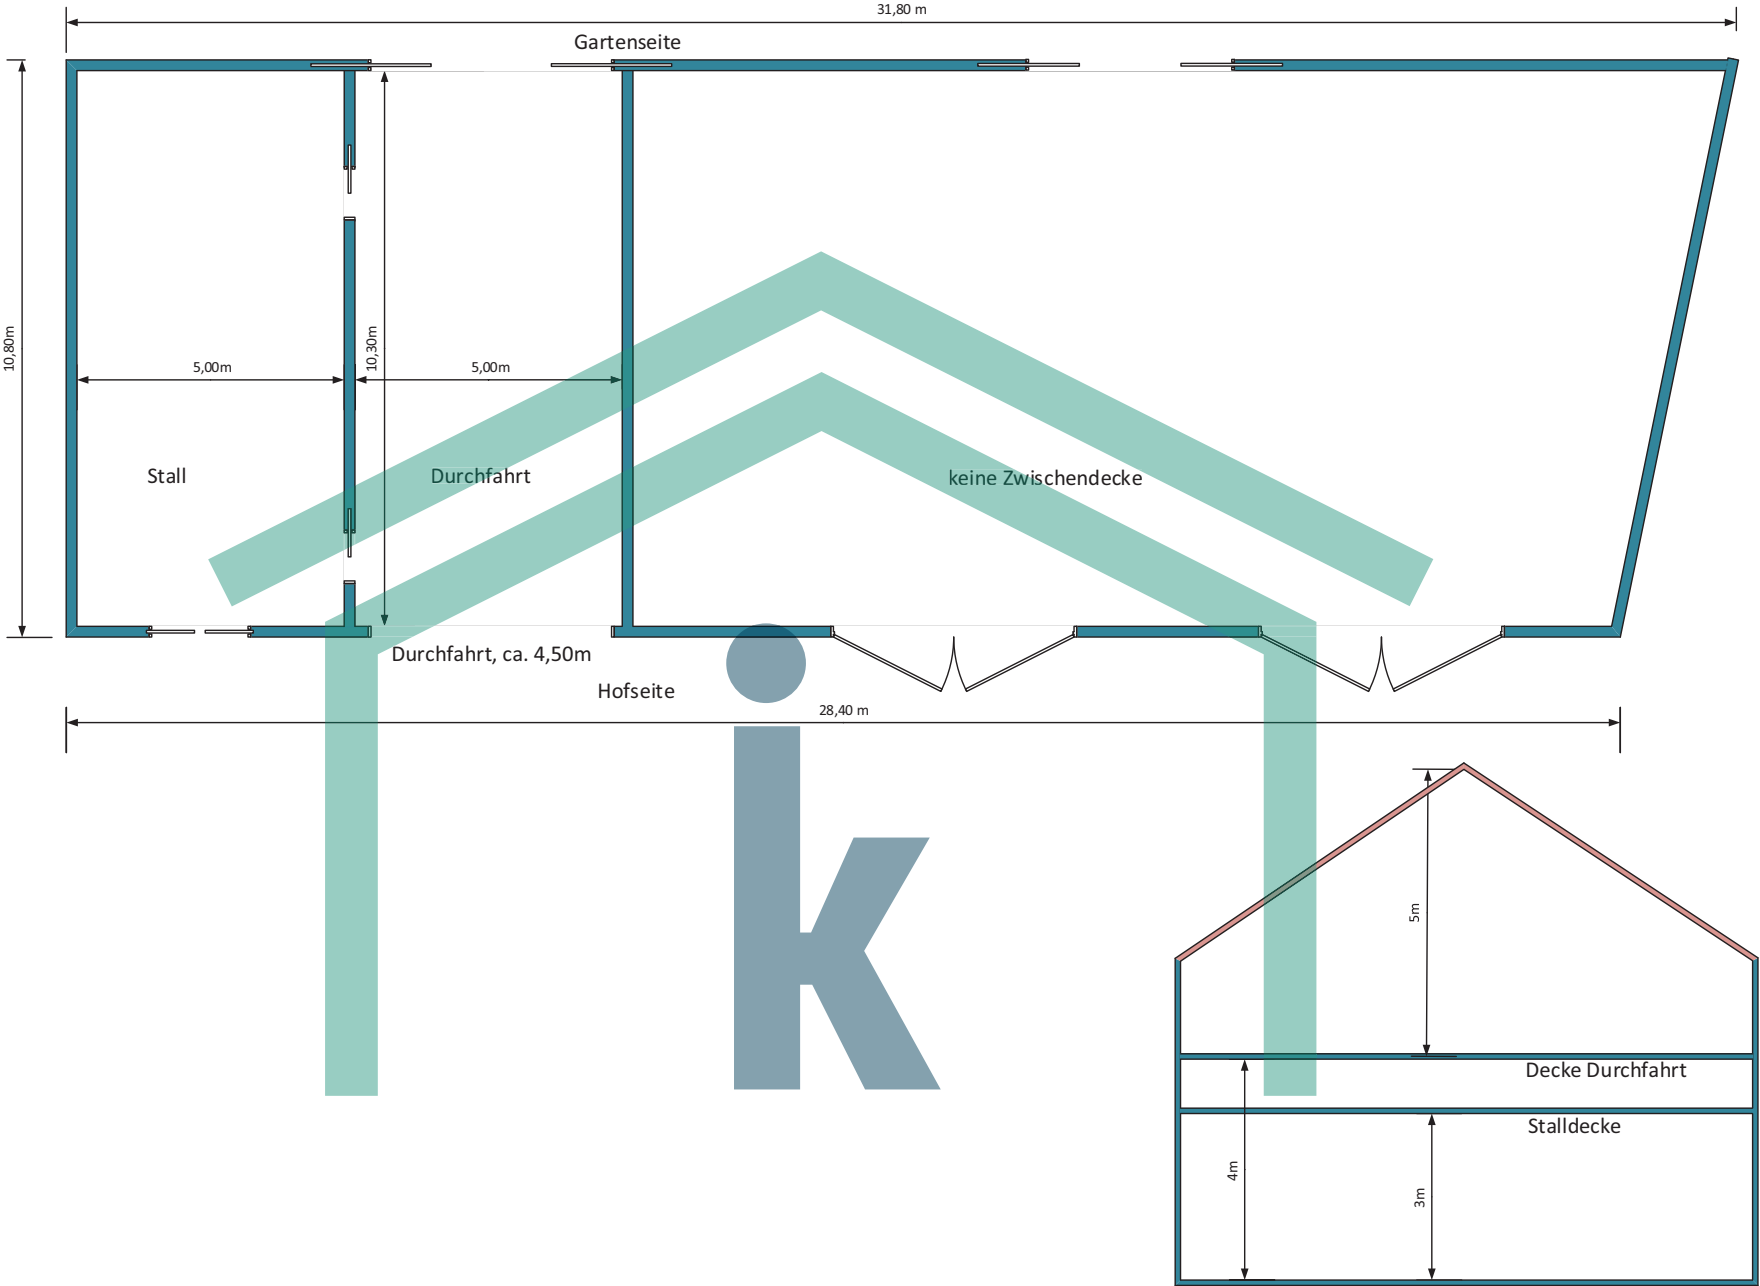 31,80 m
Gartenseite
10,80m
5,00m
10,30m
5,00m
Stall
Durchfahrt
keine Zwischendecke
Durchfahrt, ca. 4,50m
Hofseite
28,40 m
ik
5m
Decke Durchfahrt
Stalldecke
4m
3m